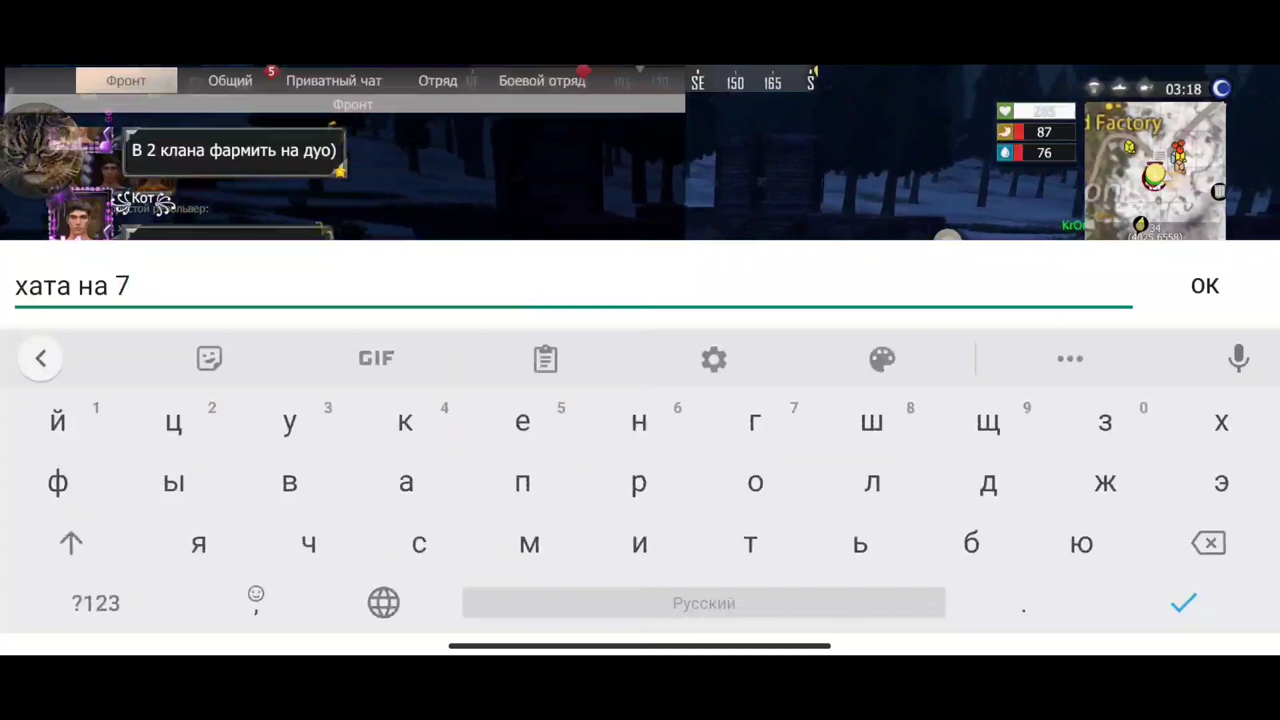 Фронт
Общий
5
Приватный чат
Отряд
Боевой отряд
SE
150
165
S
Фронт
03:18
В 2 клана фармить на дуо)
87
76
d Factory
Кот
34
хата на 7
ок
GIF
й 1 ц 2 у 3 к 4 е 5 н 6 г 7 ш 8 щ 9 з 0 х
ф ы в а п р о л д ж э
я ч с м и т ь б ю
?123 , Русский .